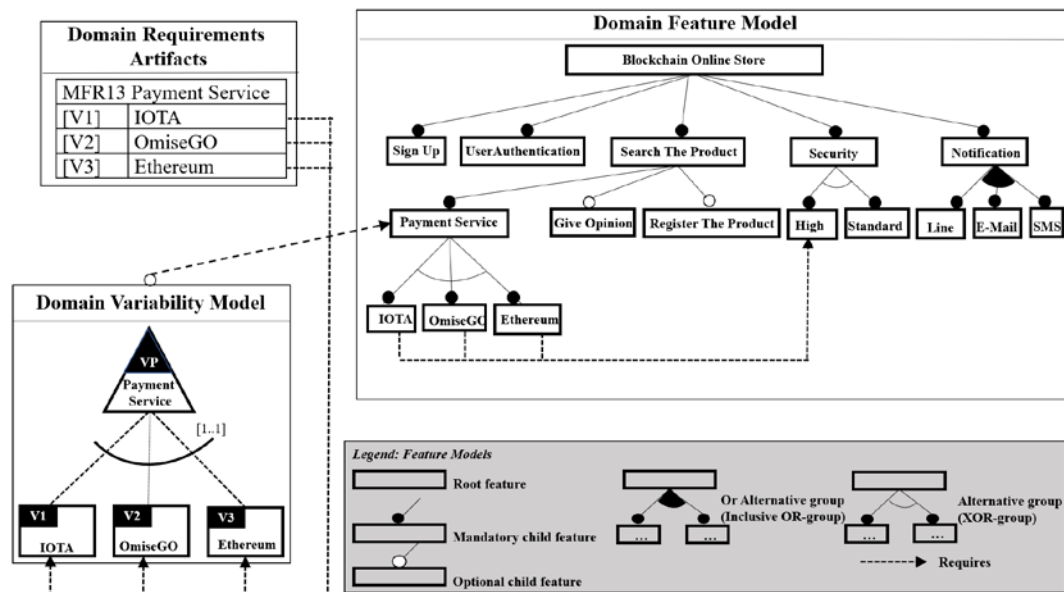 Domain Requirements
Artifacts
MFR13 Payment Service
[V1] IOTA
[V2] OmiseGO
[V3] Ethereum
Domain Feature Model
Blockchain Online Store
Sign Up
UserAuthentication
Search The Product
Security
Notification
Payment Service
Give Opinion
Register The Product
High
Standard
Line
E-Mail
SMS
IOTA
OmiseGO
Ethereum
Domain Variability Model
VP
Payment
Service
[1..1]
V1
IOTA
V2
OmiseGO
V3
Ethereum
Legend: Feature Models
Root feature
Mandatory child feature
Optional child feature
Or Alternative group
(Inclusive OR-group)
... ...
Alternative group
(XOR-group)
... ...
Requires